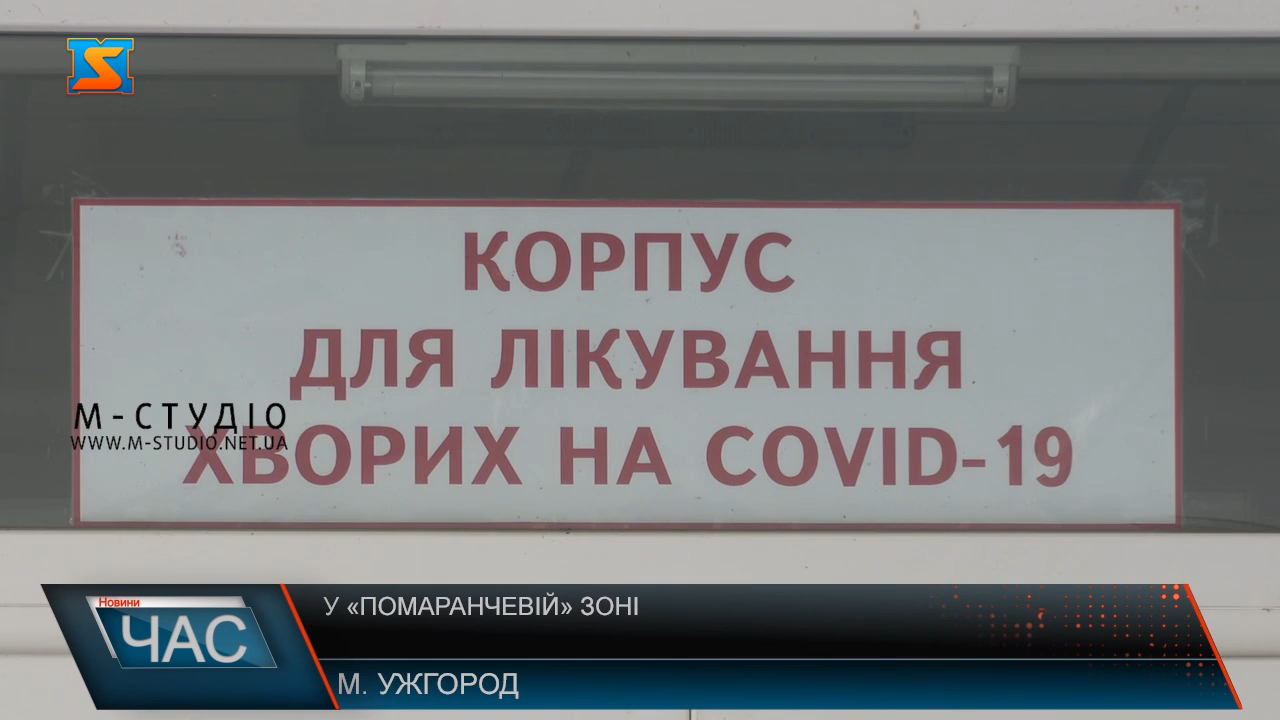 КОРПУС
ДЛЯ ЛІКУВАННЯ
ХВОРИХ НА COVID-19
М-СТУДІО
WWW.M-STUDIO.NET.UA
Новини
ЧАС
У «ПОМАРАНЧЕВІЙ» ЗОНІ
М. УЖГОРОД